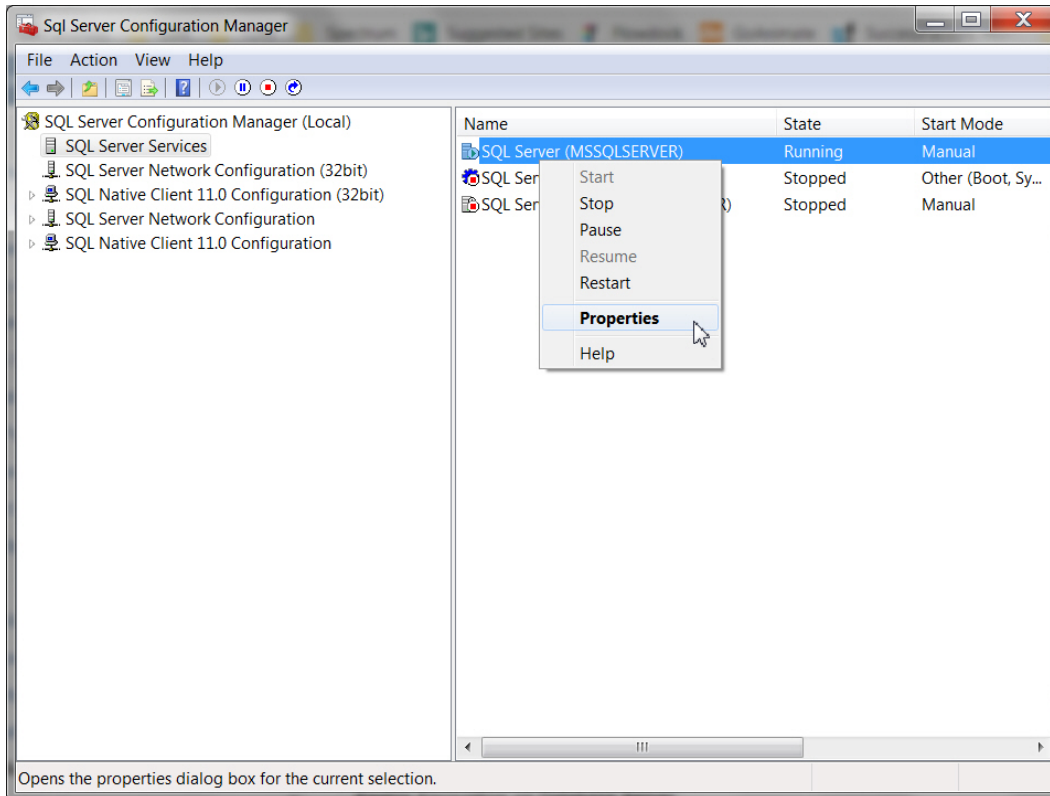 Sql Server Configuration Manager
File Action View Help
SQL Server Configuration Manager (Local)
SQL Server Services
SQL Server Network Configuration (32bit)
SQL Native Client 11.0 Configuration (32bit)
SQL Server Network Configuration
SQL Native Client 11.0 Configuration
Name State Start Mode
SQL Server (MSSQLSERVER) Running Manual
SQL Ser Stopped Other (Boot, Sy...
SQL Ser R) Stopped Manual
Start
Stop
Pause
Resume
Restart
Properties
Help
Opens the properties dialog box for the current selection.